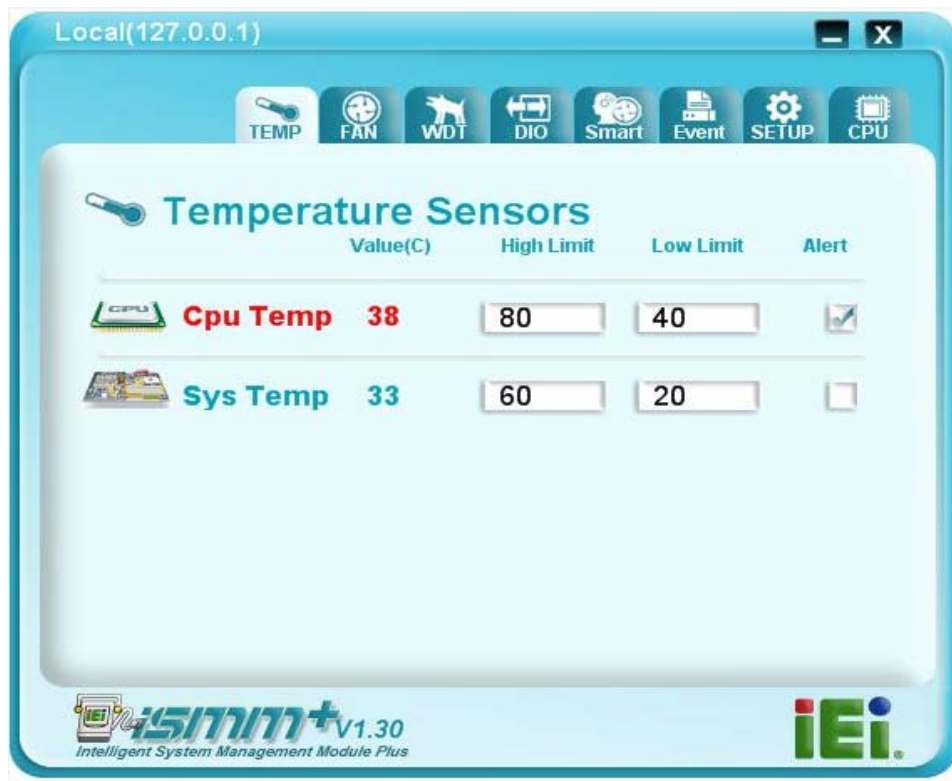 Local(127.0.0.1)
TEMP FAN WDT DIO Smart Event SETUP CPU
Temperature Sensors
Value(C) High Limit Low Limit Alert
CPU Cpu Temp 38 80 40
Sys Temp 33 60 20
iEi ismm+ V1.30
Intelligent System Management Module Plus
iEi